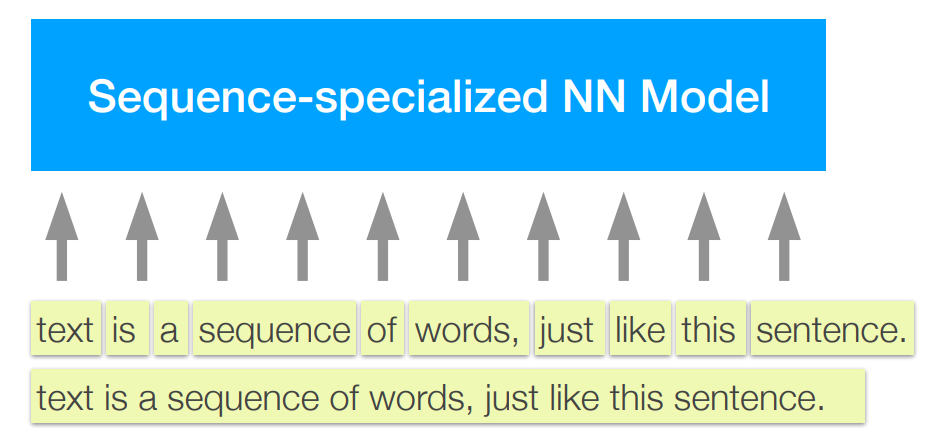 Sequence-specialized NN Model
text is a sequence of words, just like this sentence.
text is a sequence of words, just like this sentence.